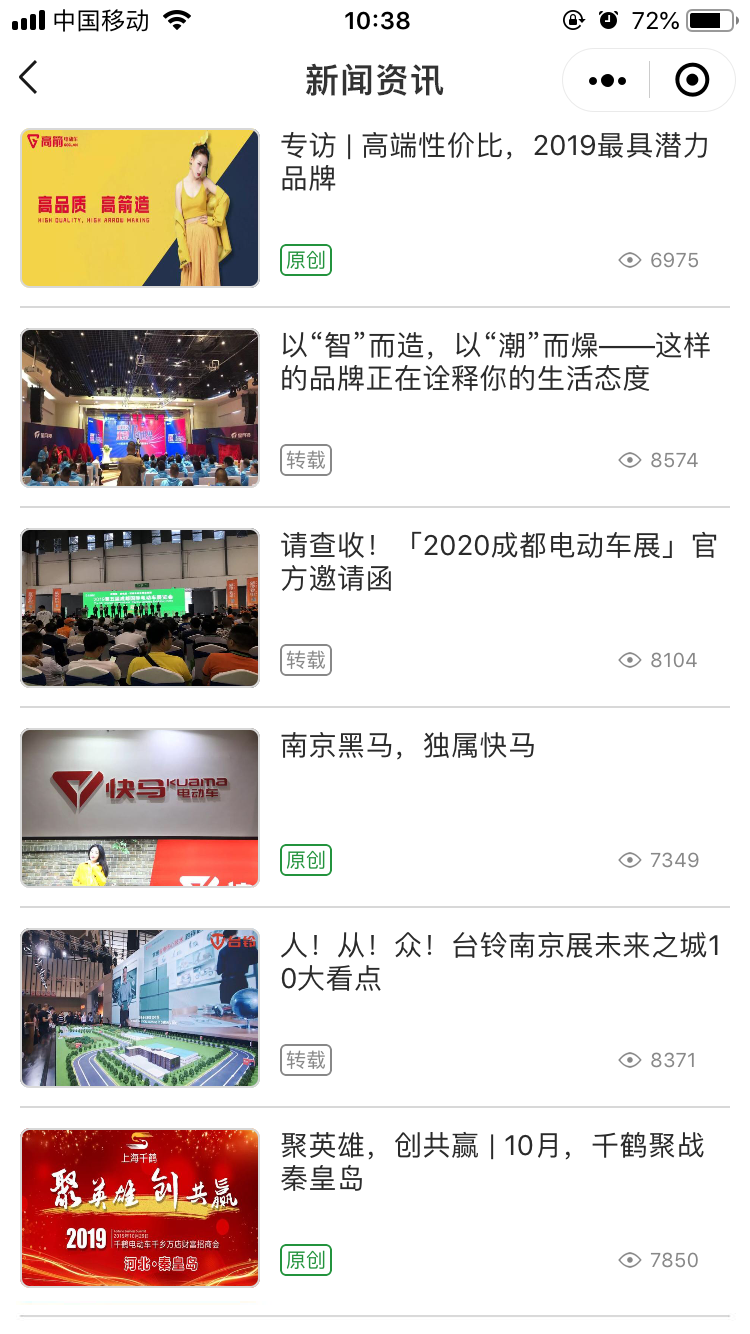 中国移动
10:38
72%
新闻资讯
高箭电动车
高品质 高箭造
HIGH QUALITY, HIGH ARROW MAKING
专访 | 高端性价比，2019最具潜力
品牌
原创
6975
以“智”而造，以“潮”而燥——这样
的品牌正在诠释你的生活态度
转载
8574
请查收！「2020成都电动车展」官
方邀请函
转载
8104
快马KUAMA
电动车
南京黑马，独属快马
原创
7349
台铃
人！从！众！台铃南京展未来之城1
0大看点
转载
8371
上海千鹤
聚英雄 创共赢
2019
千鹤电动车千乡万店财富招商会
河北·秦皇岛
聚英雄，创共赢 | 10月，千鹤聚战
秦皇岛
原创
7850